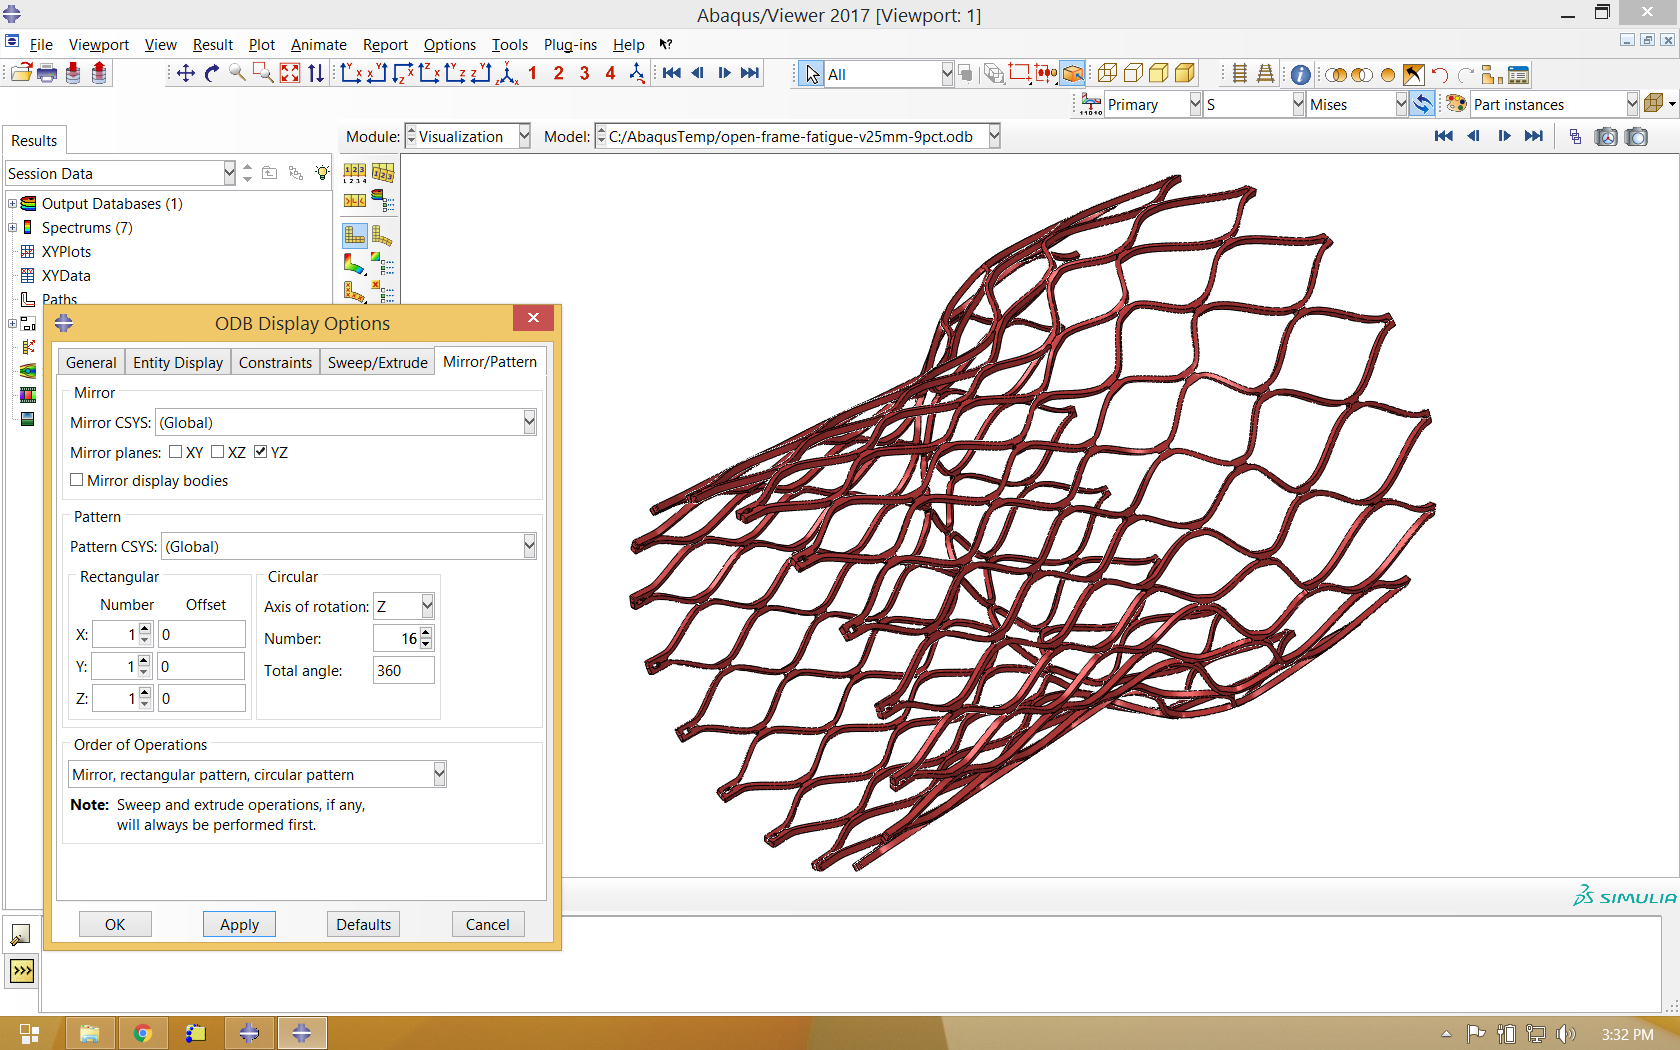 Abaqus/Viewer 2017 [Viewport: 1]
File Viewport View Result Plot Animate Report Options Tools Plug-ins Help
1 2 3 4
All
Primary S Mises Part instances
Results
Module: Visualization Model: C:/AbaqusTemp/open-frame-fatigue-v25mm-9pct.odb
Session Data
Output Databases (1)
Spectrums (7)
XYPlots
XYData
Paths
ODB Display Options
General Entity Display Constraints Sweep/Extrude Mirror/Pattern
Mirror
Mirror CSYS: (Global)
Mirror planes: XY XZ YZ
Mirror display bodies
Pattern
Pattern CSYS: (Global)
Rectangular Circular
Number Offset
Axis of rotation: Z
X: 1 0
Number: 16
Y: 1 0
Total angle: 360
Z: 1 0
Order of Operations
Mirror, rectangular pattern, circular pattern
Note: Sweep and extrude operations, if any,
will always be performed first.
OK Apply Defaults Cancel
SIMULIA
3:32 PM